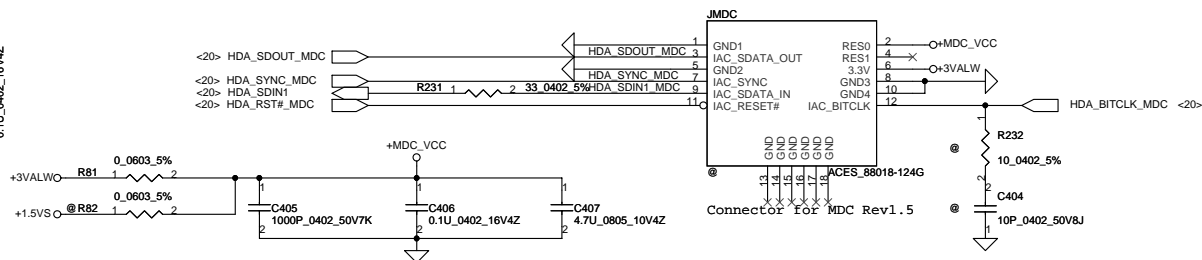 JMDC
<20> HDA_SDOUT_MDC
HDA_SDOUT_MDC
1 GND1 RES0 2 +MDC_VCC
3 IAC_SDATA_OUT RES1 4
5 GND2 3.3V 6 +3VALW
<20> HDA_SYNC_MDC
HDA_SYNC_MDC
7 IAC_SYNC GND3 8
<20> HDA_SDIN1
R231 1 2 33_0402_5%
HDA_SDIN1_MDC
9 IAC_SDATA_IN GND4 10
<20> HDA_RST#_MDC
11 IAC_RESET# IAC_BITCLK 12
HDA_BITCLK_MDC <20>
GND GND GND GND GND GND
13 14 15 16 17 18
@ ACES_88018-124G
Connector for MDC Rev1.5
1
@ R232
10_0402_5%
2
2
C404
@ 10P_0402_50V8J
1
+MDC_VCC
0_0603_5%
+3VALW R81 1 2
0_0603_5%
+1.5VS @ R82 1 2
1 C405
1000P_0402_50V7K
2
1 C406
0.1U_0402_16V4Z
2
1 C407
4.7U_0805_10V4Z
2